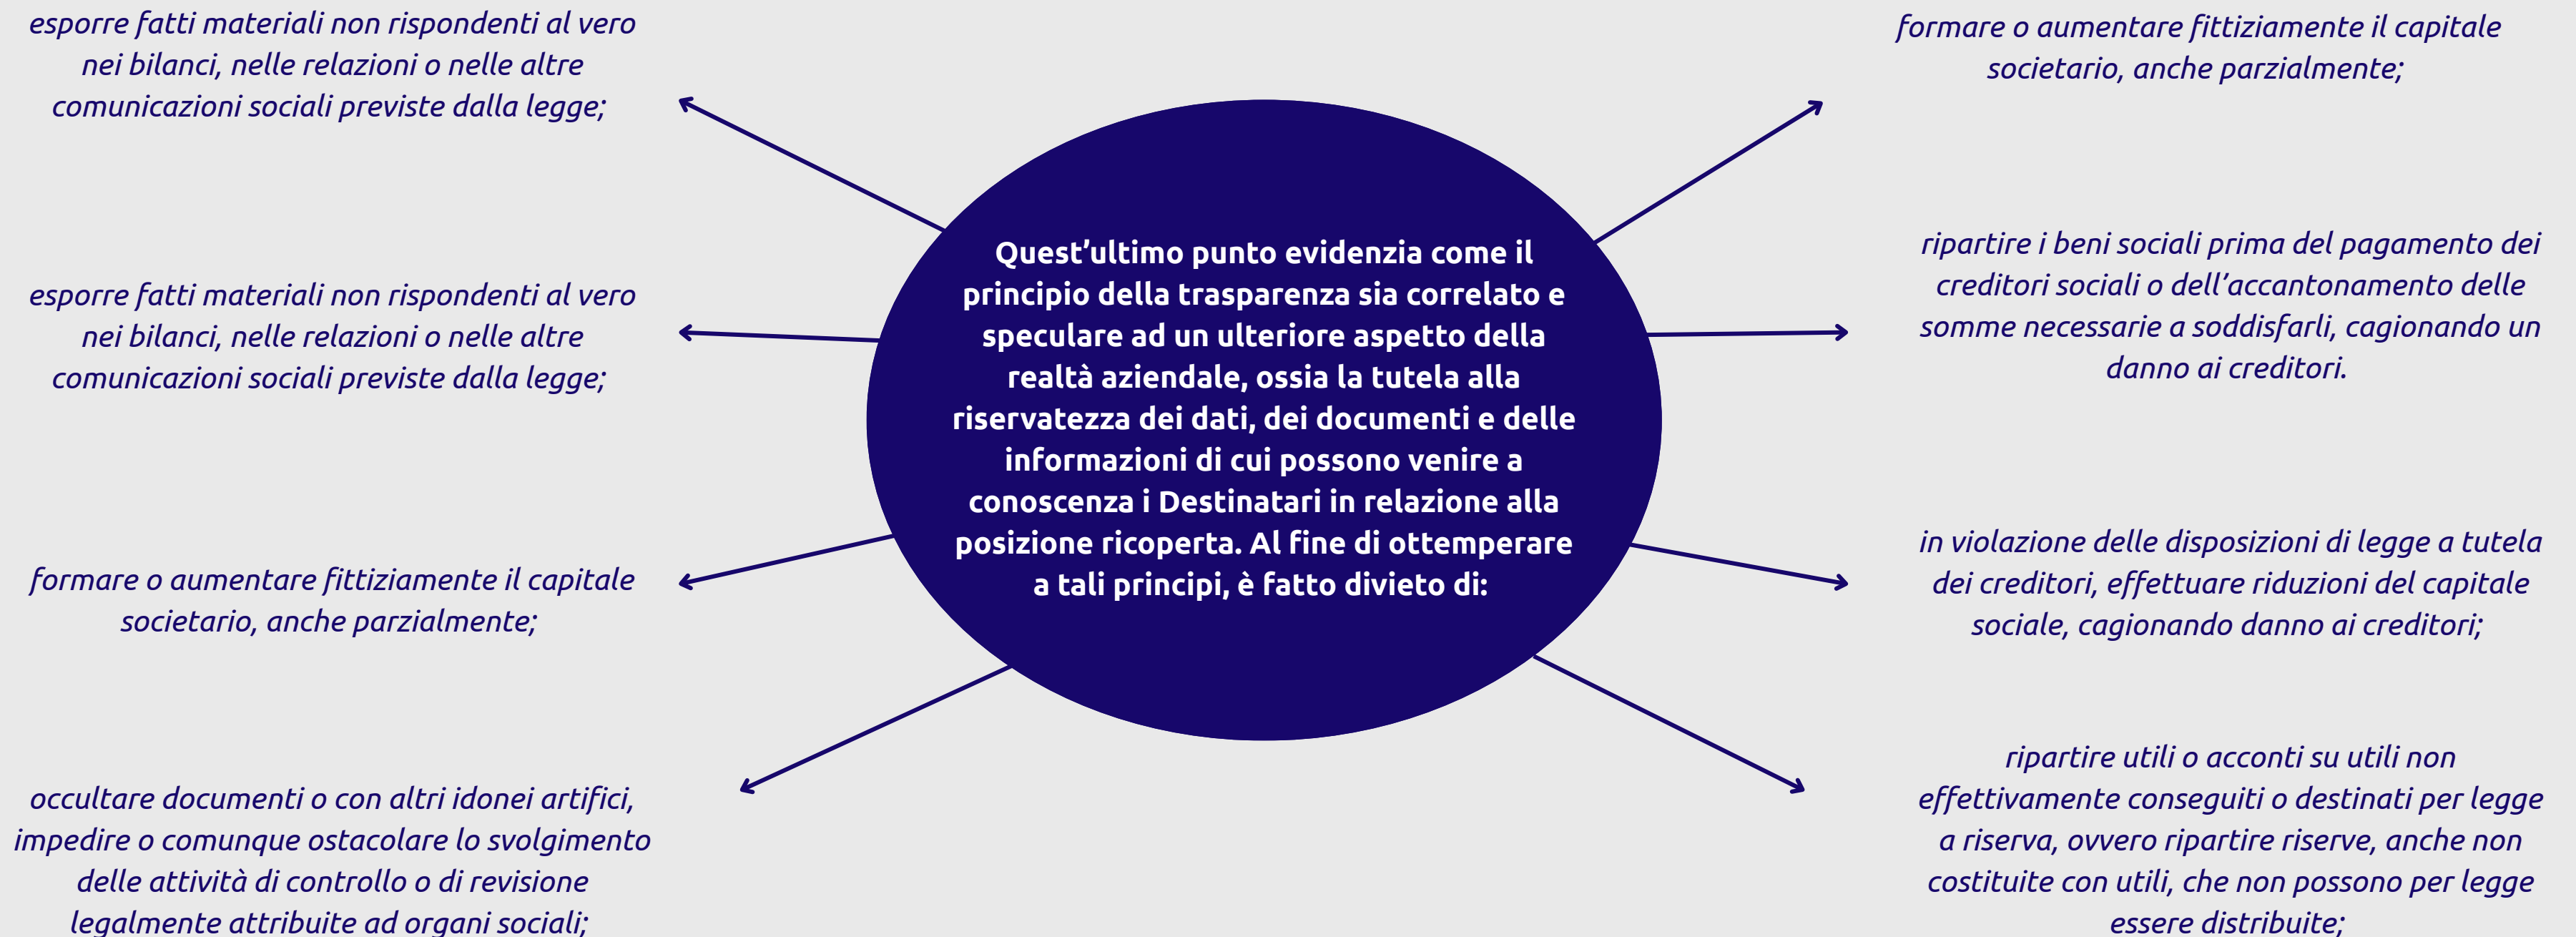 esporre fatti materiali non rispondenti al vero
nei bilanci, nelle relazioni o nelle altre
comunicazioni sociali previste dalla legge;
esporre fatti materiali non rispondenti al vero
nei bilanci, nelle relazioni o nelle altre
comunicazioni sociali previste dalla legge;
formare o aumentare fittiziamente il capitale
societario, anche parzialmente;
occultare documenti o con altri idonei artifici,
impedire o comunque ostacolare lo svolgimento
delle attività di controllo o di revisione
legalmente attribuite ad organi sociali;
Quest’ultimo punto evidenzia come il
principio della trasparenza sia correlato e
speculare ad un ulteriore aspetto della
realtà aziendale, ossia la tutela alla
riservatezza dei dati, dei documenti e delle
informazioni di cui possono venire a
conoscenza i Destinatari in relazione alla
posizione ricoperta. Al fine di ottemperare
a tali principi, è fatto divieto di:
formare o aumentare fittiziamente il capitale
societario, anche parzialmente;
ripartire i beni sociali prima del pagamento dei
creditori sociali o dell’accantonamento delle
somme necessarie a soddisfarli, cagionando un
danno ai creditori.
in violazione delle disposizioni di legge a tutela
dei creditori, effettuare riduzioni del capitale
sociale, cagionando danno ai creditori;
ripartire utili o acconti su utili non
effettivamente conseguiti o destinati per legge
a riserva, ovvero ripartire riserve, anche non
costituite con utili, che non possono per legge
essere distribuite;